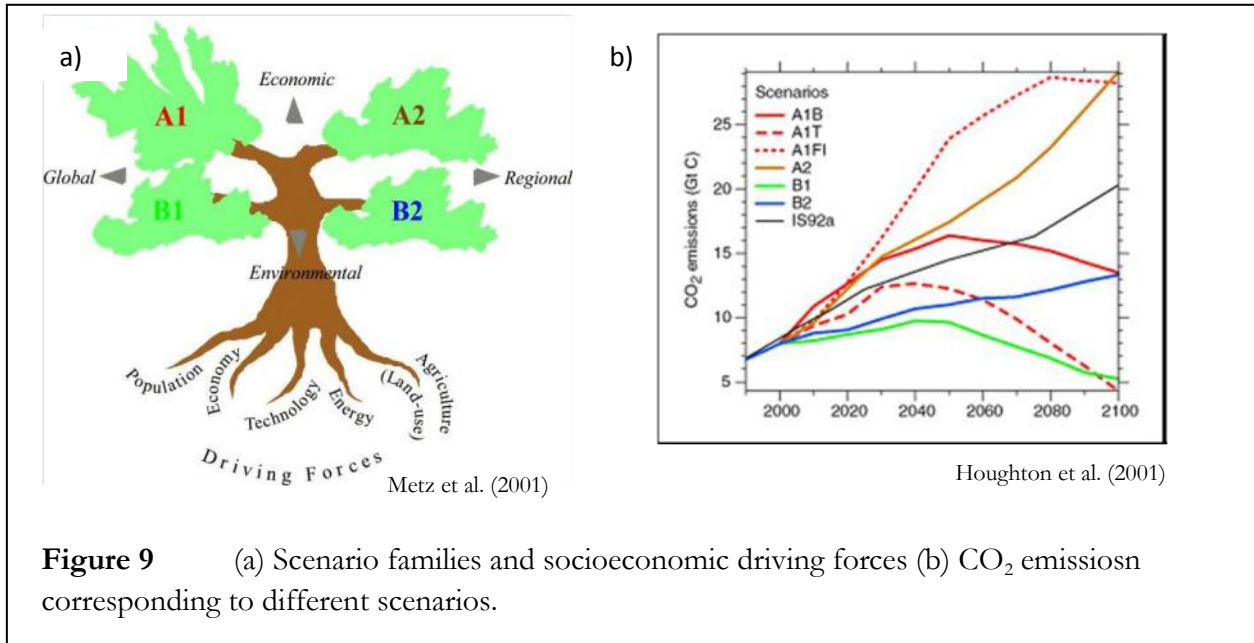 a)
Economic
A1
A2
Global
Regional
B1
B2
Environmental
Population
Economy
Technology
Energy
Agriculture
(Land-use)
Driving Forces
Metz et al. (2001)
b)
Scenarios
A1B
A1T
A1FI
A2
B1
B2
IS92a
CO2 emissions (Gt C)
25
20
15
10
5
2000 2020 2040 2060 2080 2100
Houghton et al. (2001)
Figure 9 (a) Scenario families and socioeconomic driving forces (b) CO2 emissiosn
corresponding to different scenarios.